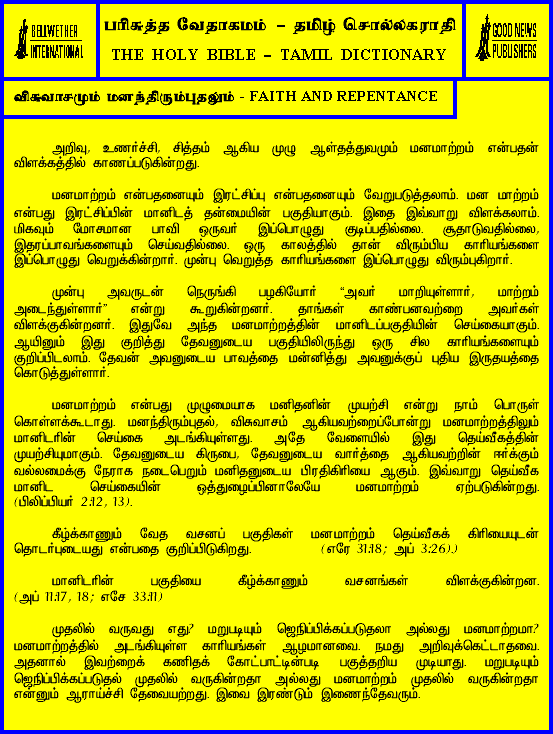 BELLWETHER
INTERNATIONAL
பரிசுத்த வேதாகமம் – தமிழ் சொல்லகராதி
THE HOLY BIBLE – TAMIL DICTIONARY
GOOD NEWS
PUBLISHERS
விசுவாசமும் மனந்திரும்புதலும் - FAITH AND REPENTANCE
அறிவு, உணர்ச்சி, சித்தம் ஆகிய முழு ஆள்தத்துவமும் மனமாற்றம் என்பதன்
விளக்கத்தில் காணப்படுகின்றது.
மனமாற்றம் என்பதனையும் இரட்சிப்பு என்பதனையும் வேறுபடுத்தலாம். மன மாற்றம்
என்பது இரட்சிப்பின் மானிடத் தன்மையின் பகுதியாகும். இதை இவ்வாறு விளக்கலாம்.
மிகவும் மோசமான பாவி ஒருவர் இப்பொழுது குடிப்பதில்லை. சூதாடுவதில்லை,
இதரப்பாவங்களையும் செய்வதில்லை. ஒரு காலத்தில் தான் விரும்பிய காரியங்களை
இப்பொழுது வெறுக்கின்றார். முன்பு வெறுத்த காரியங்களை இப்பொழுது விரும்புகிறார்.
முன்பு அவருடன் நெருங்கி பழகியோர் “அவர் மாறியுள்ளார், மாற்றம்
அடைந்துள்ளார்” என்று கூறுகின்றனர். தாங்கள் காண்பனவற்றை அவர்கள்
விளக்குகின்றனர். இதுவே அந்த மனமாற்றத்தின் மானிடப்பகுதியின் செய்கையாகும்.
ஆயினும் இது குறித்து தேவனுடைய பகுதியிலிருந்து ஒரு சில காரியங்களையும்
குறிப்பிடலாம். தேவன் அவனுடைய பாவத்தை மன்னித்து அவனுக்குப் புதிய இருதயத்தை
கொடுத்துள்ளார்.
மனமாற்றம் என்பது முழுமையாக மனிதனின் முயற்சி என்று நாம் பொருள்
கொள்ளக்கூடாது. மனந்திரும்புதல், விசுவாசம் ஆகியவற்றைப்போன்று மனமாற்றத்திலும்
மானிடரின் செய்கை அடங்கியுள்ளது. அதே வேளையில் இது தெய்வீகத்தின்
முயற்சியுமாகும். தேவனுடைய கிருபை, தேவனுடைய வார்த்தை ஆகியவற்றின் ஈர்க்கும்
வல்லமைக்கு நேராக நடைபெறும் மனிதனுடைய பிரதிகிரியை ஆகும். இவ்வாறு தெய்வீக
மானிட செய்கையின் ஒத்துழைப்பினாலேயே மனமாற்றம் ஏற்படுகின்றது.
(பிலிப்பியர் 2:12, 13).
கீழ்க்காணும் வேத வசனப் பகுதிகள் மனமாற்றம் தெய்வீகக் கிரியையுடன்
தொடர்புடையது என்பதை குறிப்பிடுகிறது. (எரே 31:18; அப் 3:26).)
மானிடரின் பகுதியை கீழ்க்காணும் வசனங்கள் விளக்குகின்றன.
(அப் 11:17, 18; எசே 33:11)
முதலில் வருவது எது? மறுபடியும் ஜெநிப்பிக்கப்படுதலா அல்லது மனமாற்றமா?
மனமாற்றத்தில் அடங்கியுள்ள காரியங்கள் ஆழமானவை. நமது அறிவுக்கெட்டாதவை.
அதனால் இவற்றைக் கணிதக் கோட்பாட்டின்படி பகுத்தறிய முடியாது. மறுபடியும்
ஜெநிப்பிக்கப்படுதல் முதலில் வருகின்றதா அல்லது மனமாற்றம் முதலில் வருகின்றதா
என்னும் ஆராய்ச்சி தேவையற்றது. இவை இரண்டும் இணைந்தேவரும்.